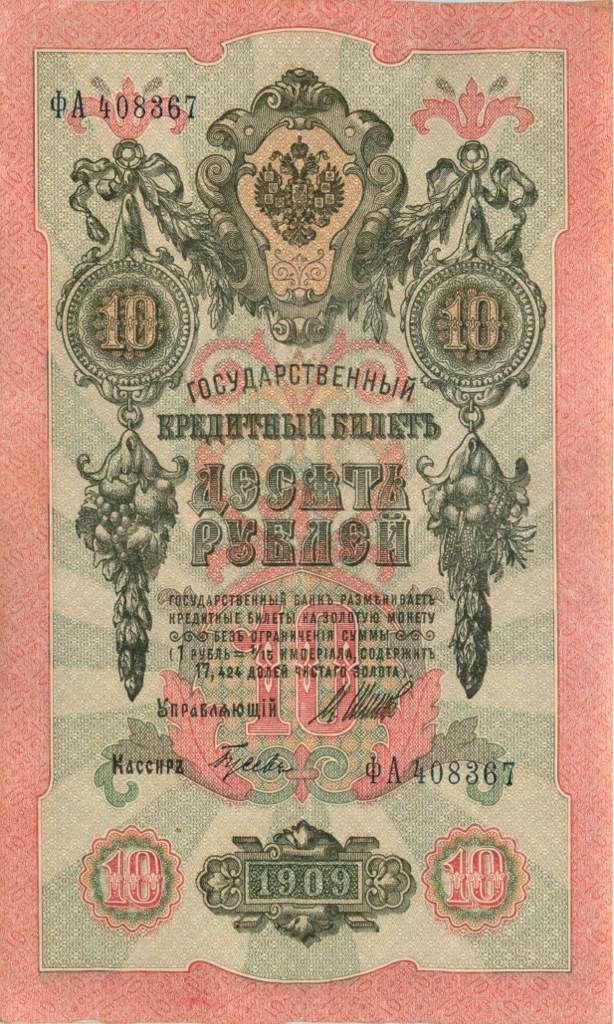 ФА 408367
10 10
ГОСУДАРСТВЕННЫЙ
КРЕДИТНЫЙ БИЛЕТЪ
ДЕСЯТЬ
РУБЛЕЙ
ГОСУДАРСТВЕННЫЙ БАНКЪ РАЗМѢНИВАЕТЪ
КРЕДИТНЫЕ БИЛЕТЫ НА ЗОЛОТУЮ МОНЕТУ
БЕЗЪ ОГРАНИЧЕНІЯ СУММЫ
(1 РУБЛЬ = 1/15 ИМПЕРІАЛА, СОДЕРЖИТЪ
17,424 ДОЛЕЙ ЧИСТАГО ЗОЛОТА).
10
УПРАВЛЯЮЩІЙ И Шипов
Кассиръ
ФА 408367
10 1909 10